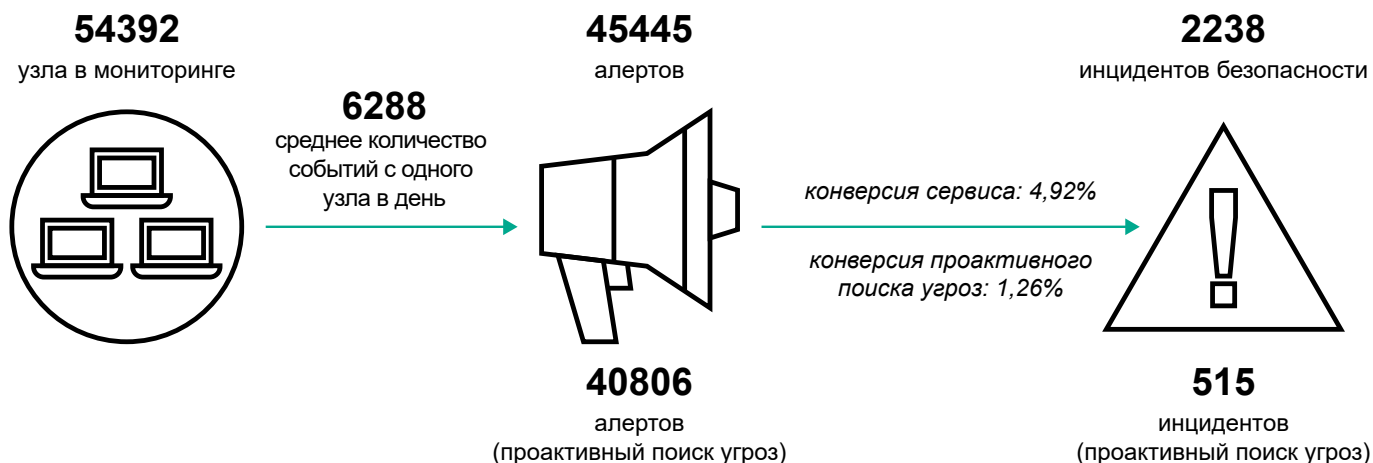 54392
узла в мониторинге
6288
среднее количество
событий с одного
узла в день
45445
алертов
40806
алертов
(проактивный поиск угроз)
конверсия сервиса: 4,92%
конверсия проактивного
поиска угроз: 1,26%
2238
инцидентов безопасности
515
инцидентов
(проактивный поиск угроз)